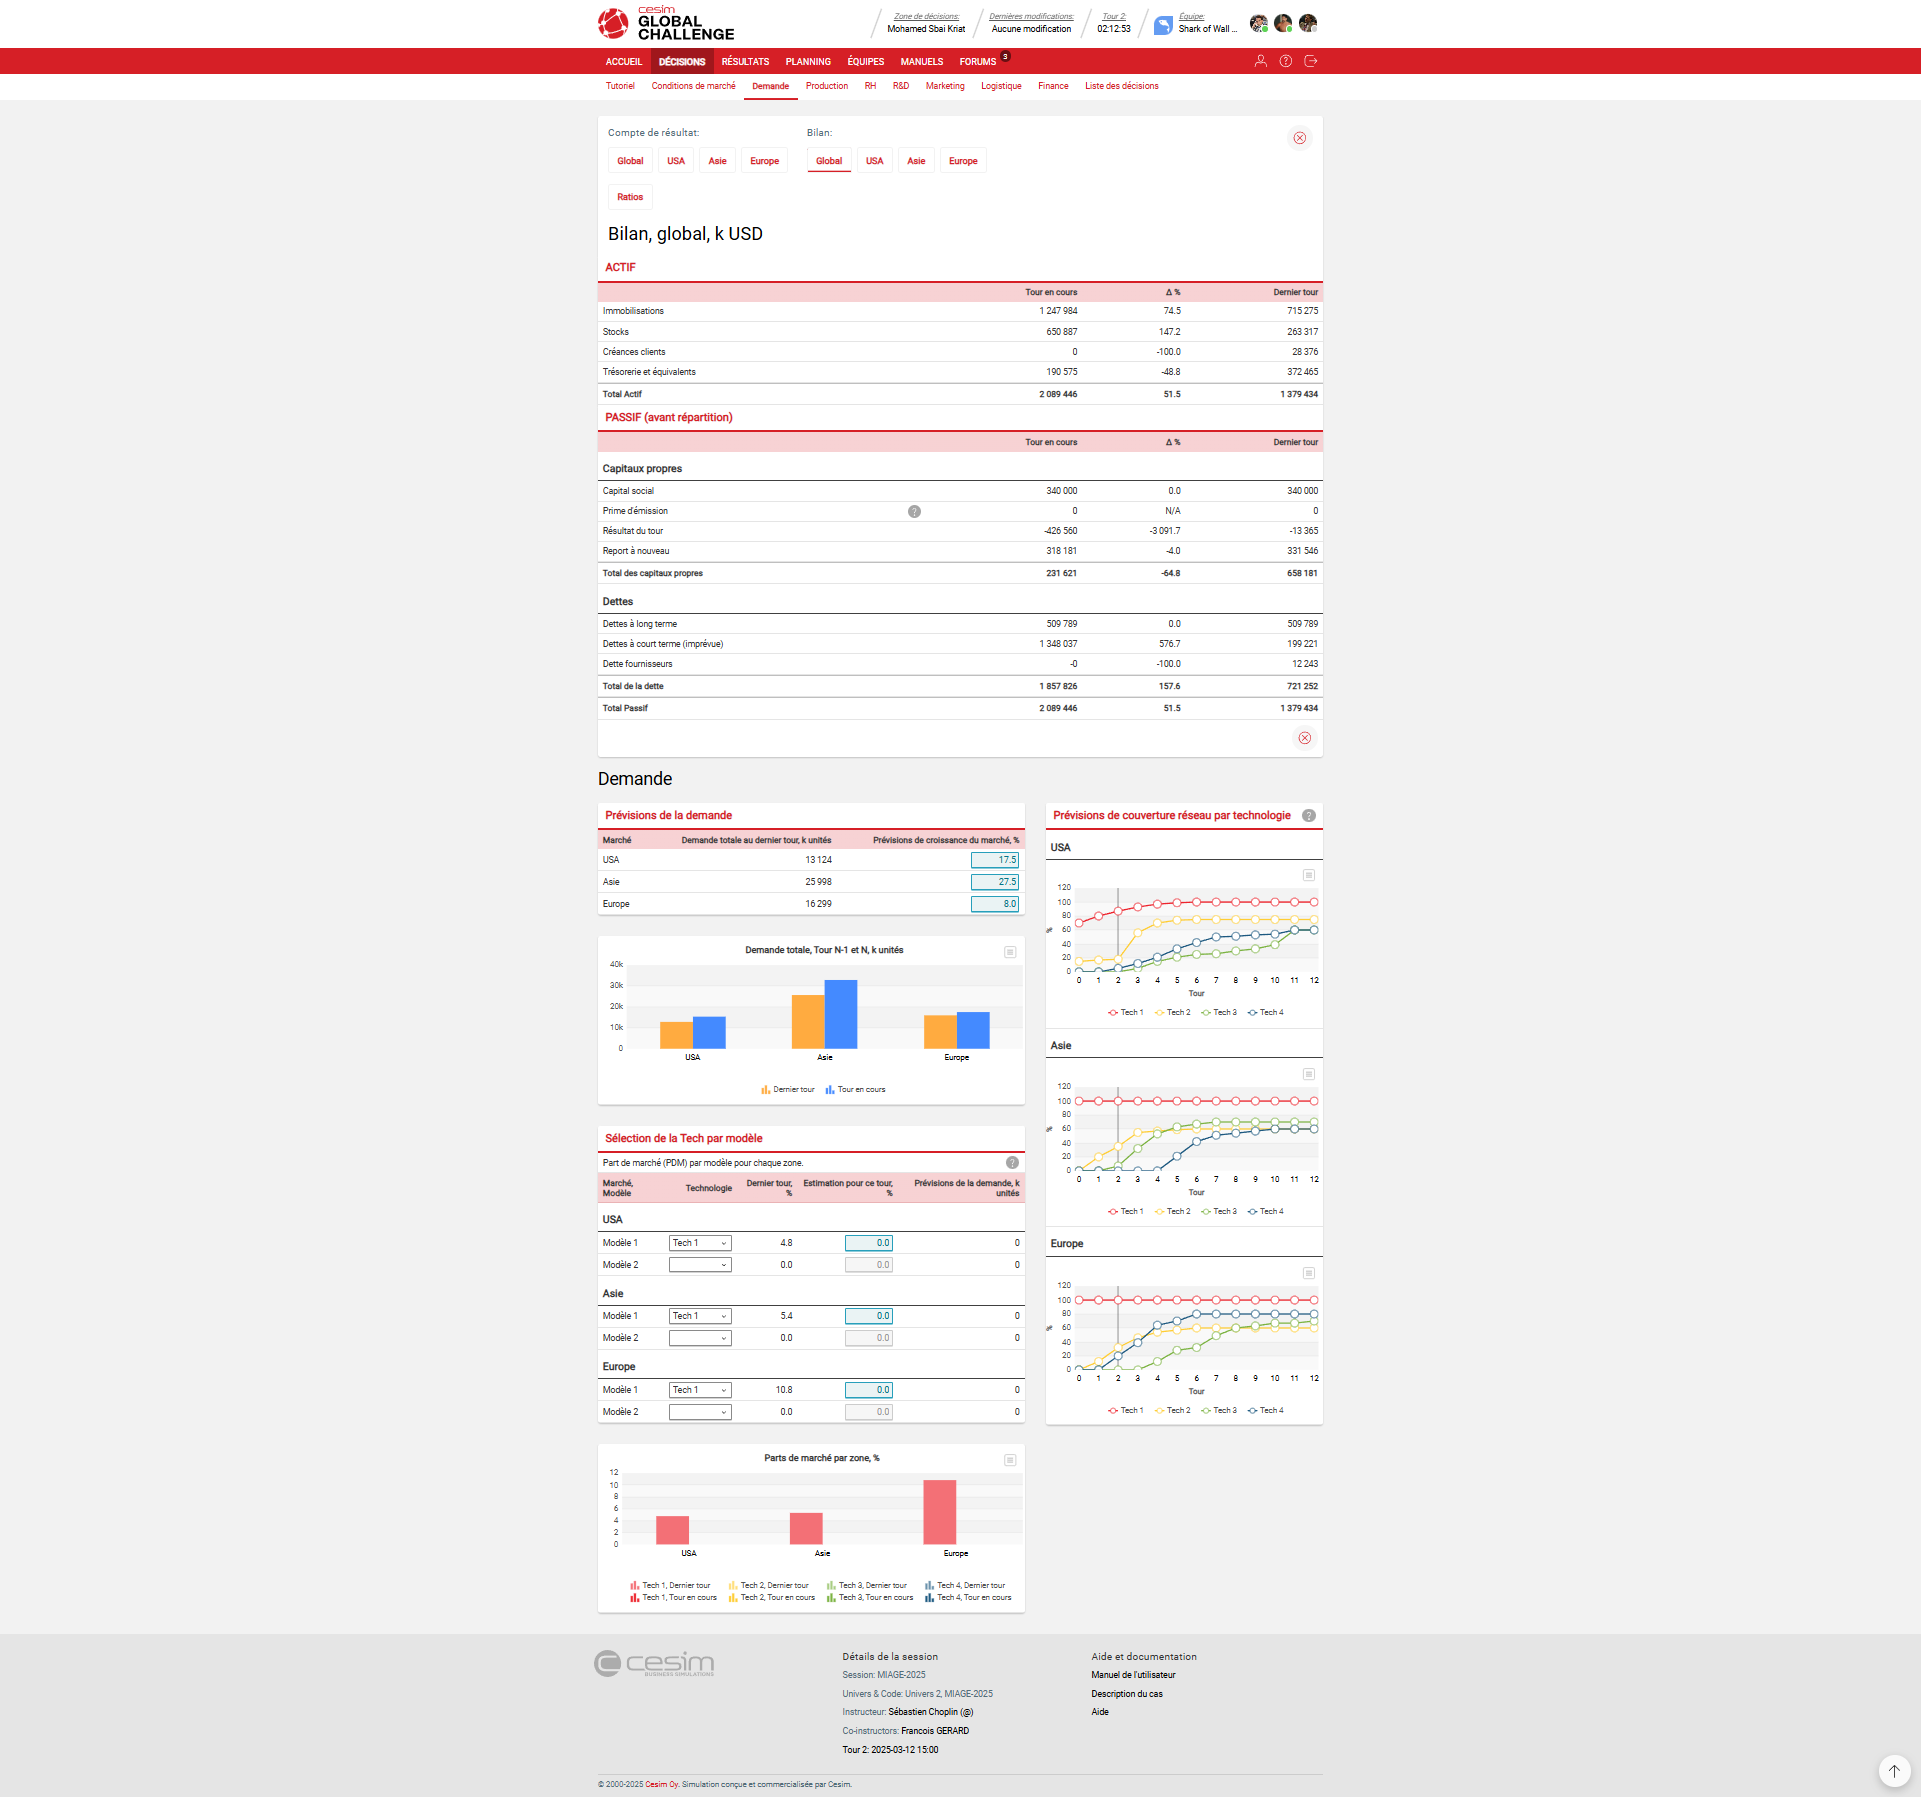 cesim
GLOBAL
CHALLENGE
Zone de décisions:
Mohamed Sbai Kriat
Dernières modifications:
Aucune modification
Tour 2:
02:12:53
Équipe:
Shark of Wall ...
ACCUEIL DÉCISIONS RÉSULTATS PLANNING ÉQUIPES MANUELS FORUMS 3
Tutoriel Conditions de marché Demande Production RH R&D Marketing Logistique Finance Liste des décisions
Compte de résultat: Bilan:
Global USA Asie Europe Global USA Asie Europe
Ratios
Bilan, global, k USD
ACTIF
Tour en cours Δ % Dernier tour
Immobilisations 1 247 984 74.5 715 275
Stocks 650 887 147.2 263 317
Créances clients 0 -100.0 28 376
Trésorerie et équivalents 190 575 -48.8 372 465
Total Actif 2 089 446 51.5 1 379 434
PASSIF (avant répartition)
Tour en cours Δ % Dernier tour
Capitaux propres
Capital social 340 000 0.0 340 000
Prime d'émission ? 0 N/A 0
Résultat du tour -426 560 -3 091.7 -13 365
Report à nouveau 318 181 -4.0 331 546
Total des capitaux propres 231 621 -64.8 658 181
Dettes
Dettes à long terme 509 789 0.0 509 789
Dettes à court terme (imprévue) 1 348 037 576.7 199 221
Dette fournisseurs -0 -100.0 12 243
Total de la dette 1 857 826 157.6 721 252
Total Passif 2 089 446 51.5 1 379 434
Demande
Prévisions de la demande
Marché Demande totale au dernier tour, k unités Prévisions de croissance du marché, %
USA 13 124 17.5
Asie 25 998 27.5
Europe 16 299 8.0
Demande totale, Tour N-1 et N, k unités
40k
30k
20k
10k
0
USA Asie Europe
Dernier tour Tour en cours
Sélection de la Tech par modèle
Part de marché (PDM) par modèle pour chaque zone. ?
Marché, Modèle Technologie Dernier tour, % Estimation pour ce tour, % Prévisions de la demande, k unités
USA
Modèle 1 Tech 1 4.8 0.0 0
Modèle 2 0.0 0.0 0
Asie
Modèle 1 Tech 1 5.4 0.0 0
Modèle 2 0.0 0.0 0
Europe
Modèle 1 Tech 1 10.8 0.0 0
Modèle 2 0.0 0.0 0
Parts de marché par zone, %
12
10
8
6
4
2
0
USA Asie Europe
Tech 1, Dernier tour Tech 2, Dernier tour Tech 3, Dernier tour Tech 4, Dernier tour
Tech 1, Tour en cours Tech 2, Tour en cours Tech 3, Tour en cours Tech 4, Tour en cours
Prévisions de couverture réseau par technologie ?
USA
120
100
80
60
40
20
0
%
0 1 2 3 4 5 6 7 8 9 10 11 12
Tour
Tech 1 Tech 2 Tech 3 Tech 4
Asie
120
100
80
60
40
20
0
%
0 1 2 3 4 5 6 7 8 9 10 11 12
Tour
Tech 1 Tech 2 Tech 3 Tech 4
Europe
120
100
80
60
40
20
0
%
0 1 2 3 4 5 6 7 8 9 10 11 12
Tour
Tech 1 Tech 2 Tech 3 Tech 4
cesim
BUSINESS SIMULATIONS
Détails de la session
Session: MIAGE-2025
Univers & Code: Univers 2, MIAGE-2025
Instructeur: Sébastien Choplin (@)
Co-instructors: Francois GERARD
Tour 2: 2025-03-12 15:00
Aide et documentation
Manuel de l'utilisateur
Description du cas
Aide
© 2000-2025 Cesim Oy. Simulation conçue et commercialisée par Cesim.